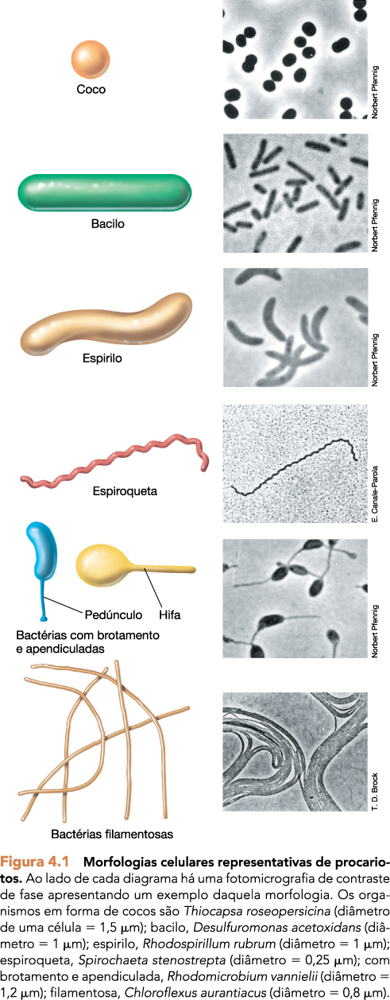 Coco
Norbert Pfennig
Bacilo
Norbert Pfennig
Espirilo
Norbert Pfennig
Espiroqueta
E. Canale-Parola
Pedúnculo Hifa
Bactérias com brotamento
e apendiculadas
Norbert Pfennig
Bactérias filamentosas
T. D. Brock
Figura 4.1 Morfologias celulares representativas de procario-
tos. Ao lado de cada diagrama há uma fotomicrografia de contraste
de fase apresentando um exemplo daquela morfologia. Os orga-
nismos em forma de cocos são Thiocapsa roseopersicina (diâmetro
de uma célula = 1,5 μm); bacilo, Desulfuromonas acetoxidans (diâ-
metro = 1 μm); espirilo, Rhodospirillum rubrum (diâmetro = 1 μm);
espiroqueta, Spirochaeta stenostrepta (diâmetro = 0,25 μm); com
brotamento e apendiculada, Rhodomicrobium vannielii (diâmetro =
1,2 μm); filamentosa, Chloroflexus aurantiacus (diâmetro = 0,8 μm).